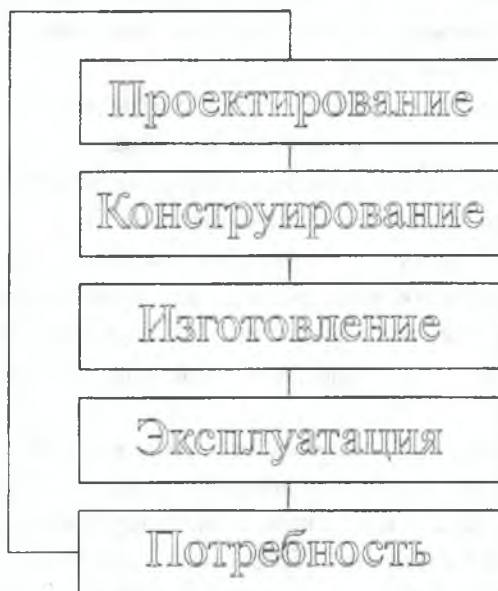 Проектирование
Конструирование
Изготовление
Эксплуатация
Потребность